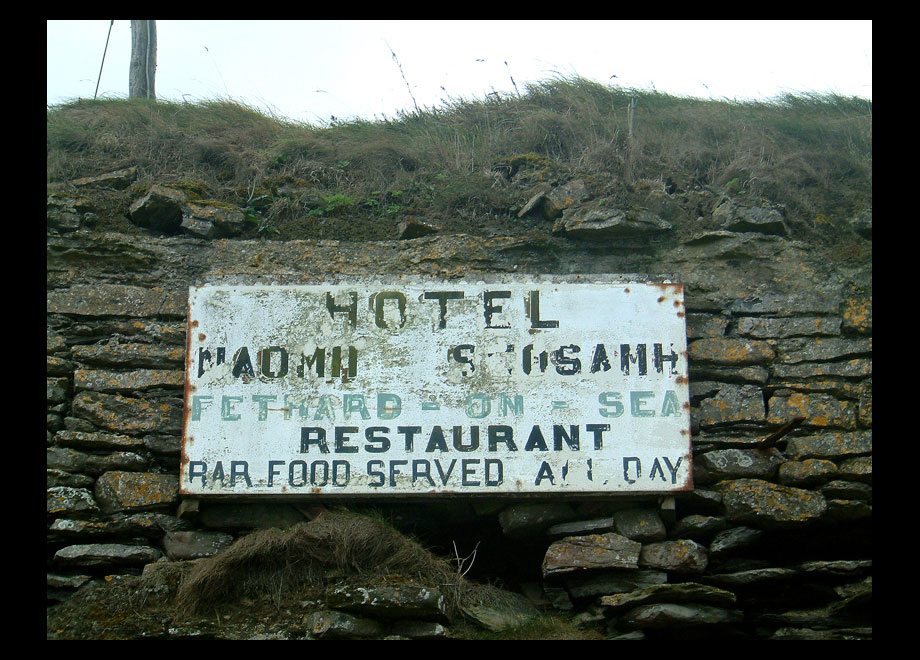 HOTEL
NAOMH SEOSAMH
FETHARD - ON - SEA
RESTAURANT
BAR FOOD SERVED ALL DAY